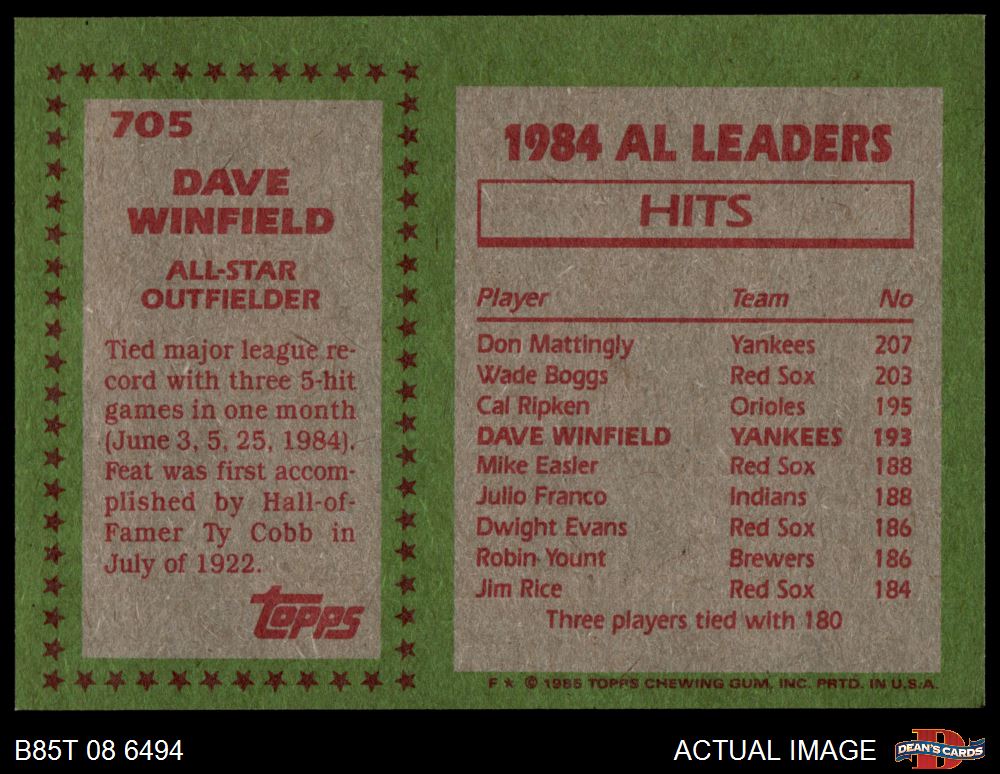 705
DAVE
WINFIELD
ALL-STAR
OUTFIELDER
Tied major league re-
cord with three 5-hit
games in one month
(June 3, 5, 25, 1984).
Feat was first accom-
plished by Hall-of-
Famer Ty Cobb in
July of 1922.
topps
1984 AL LEADERS
HITS
Player Team No
Don Mattingly Yankees 207
Wade Boggs Red Sox 203
Cal Ripken Orioles 195
DAVE WINFIELD YANKEES 193
Mike Easler Red Sox 188
Julio Franco Indians 188
Dwight Evans Red Sox 186
Robin Yount Brewers 186
Jim Rice Red Sox 184
Three players tied with 180
F ★ © 1985 TOPPS CHEWING GUM, INC. PRTD. IN U.S.A.
B85T 08 6494
ACTUAL IMAGE
D
DEAN'S CARDS